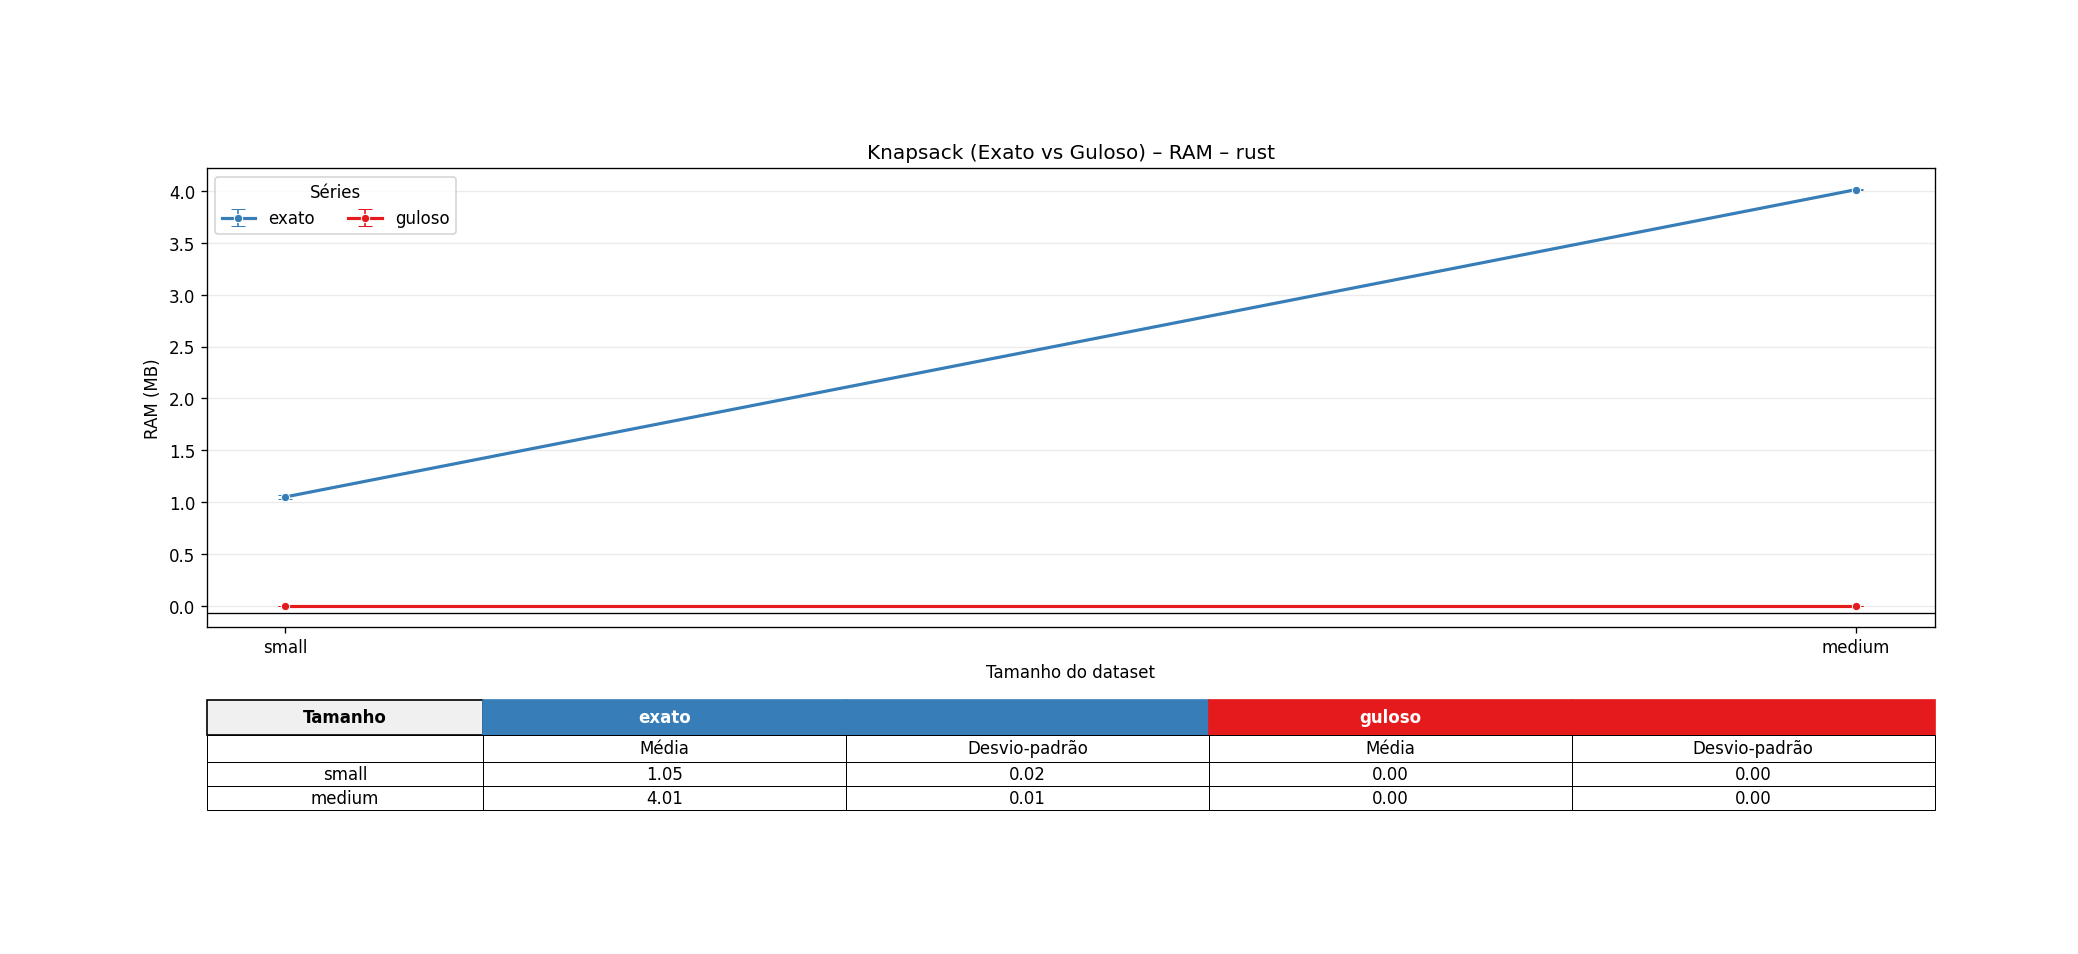 Knapsack (Exato vs Guloso) – RAM – rust
Séries
exato guloso
4.0
3.5
3.0
2.5
2.0
1.5
1.0
0.5
0.0
RAM (MB)
small medium
Tamanho do dataset
Tamanho exato guloso
Média Desvio-padrão Média Desvio-padrão
small 1.05 0.02 0.00 0.00
medium 4.01 0.01 0.00 0.00